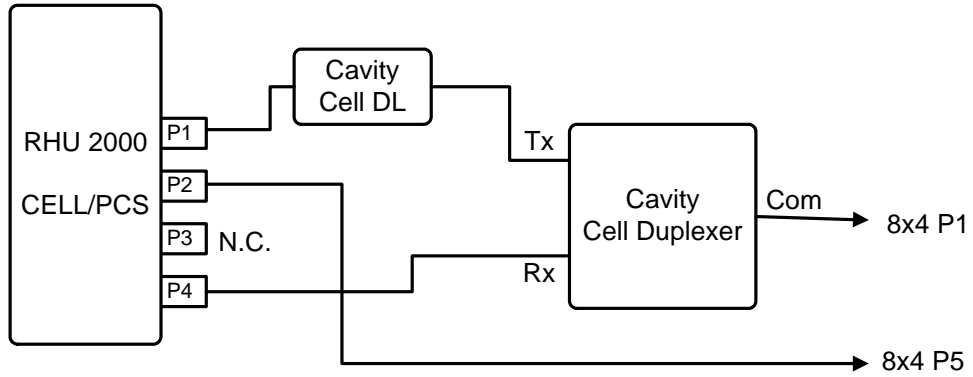 RHU 2000
CELL/PCS
P1
P2
P3
P4
N.C.
Cavity
Cell DL
Tx
Rx
Cavity
Cell Duplexer
Com
8x4 P1
8x4 P5